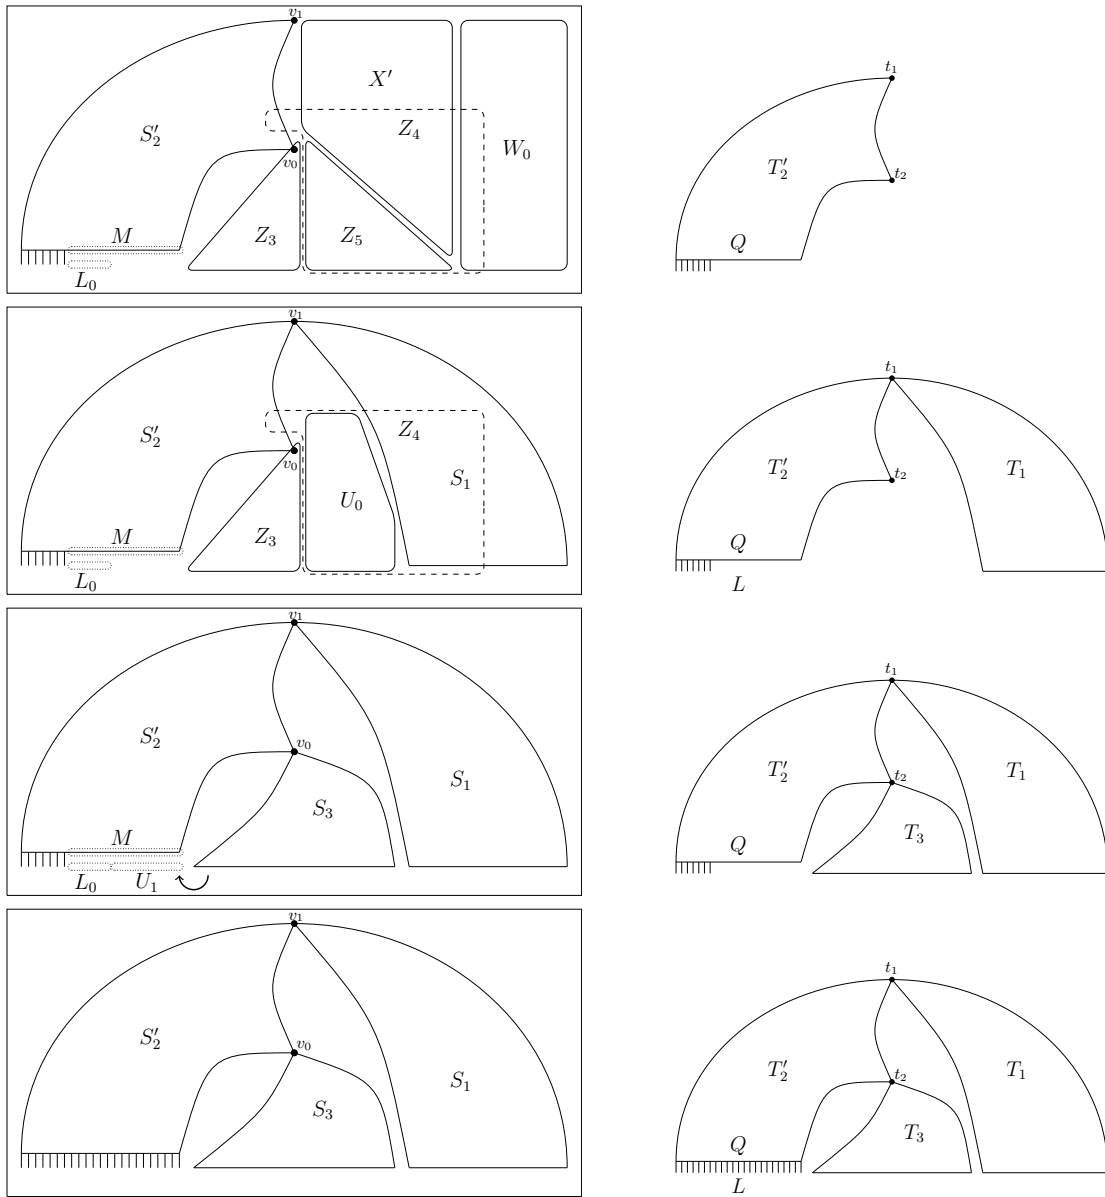 v₁
X′
S′₂ Z₄ W₀
v₀
M Z₃ Z₅
L₀
t₁
T′₂ t₂
Q
v₁
S′₂ Z₄
v₀ S₁
M Z₃ U₀
L₀
t₁
T′₂ T₁
t₂
Q
L
v₁
S′₂ v₀ S₁
M S₃
L₀ U₁
t₁
T′₂ T₁
t₂
Q T₃
v₁
S′₂ v₀
S₁
S₃
t₁
T′₂ T₁
t₂
Q T₃
L